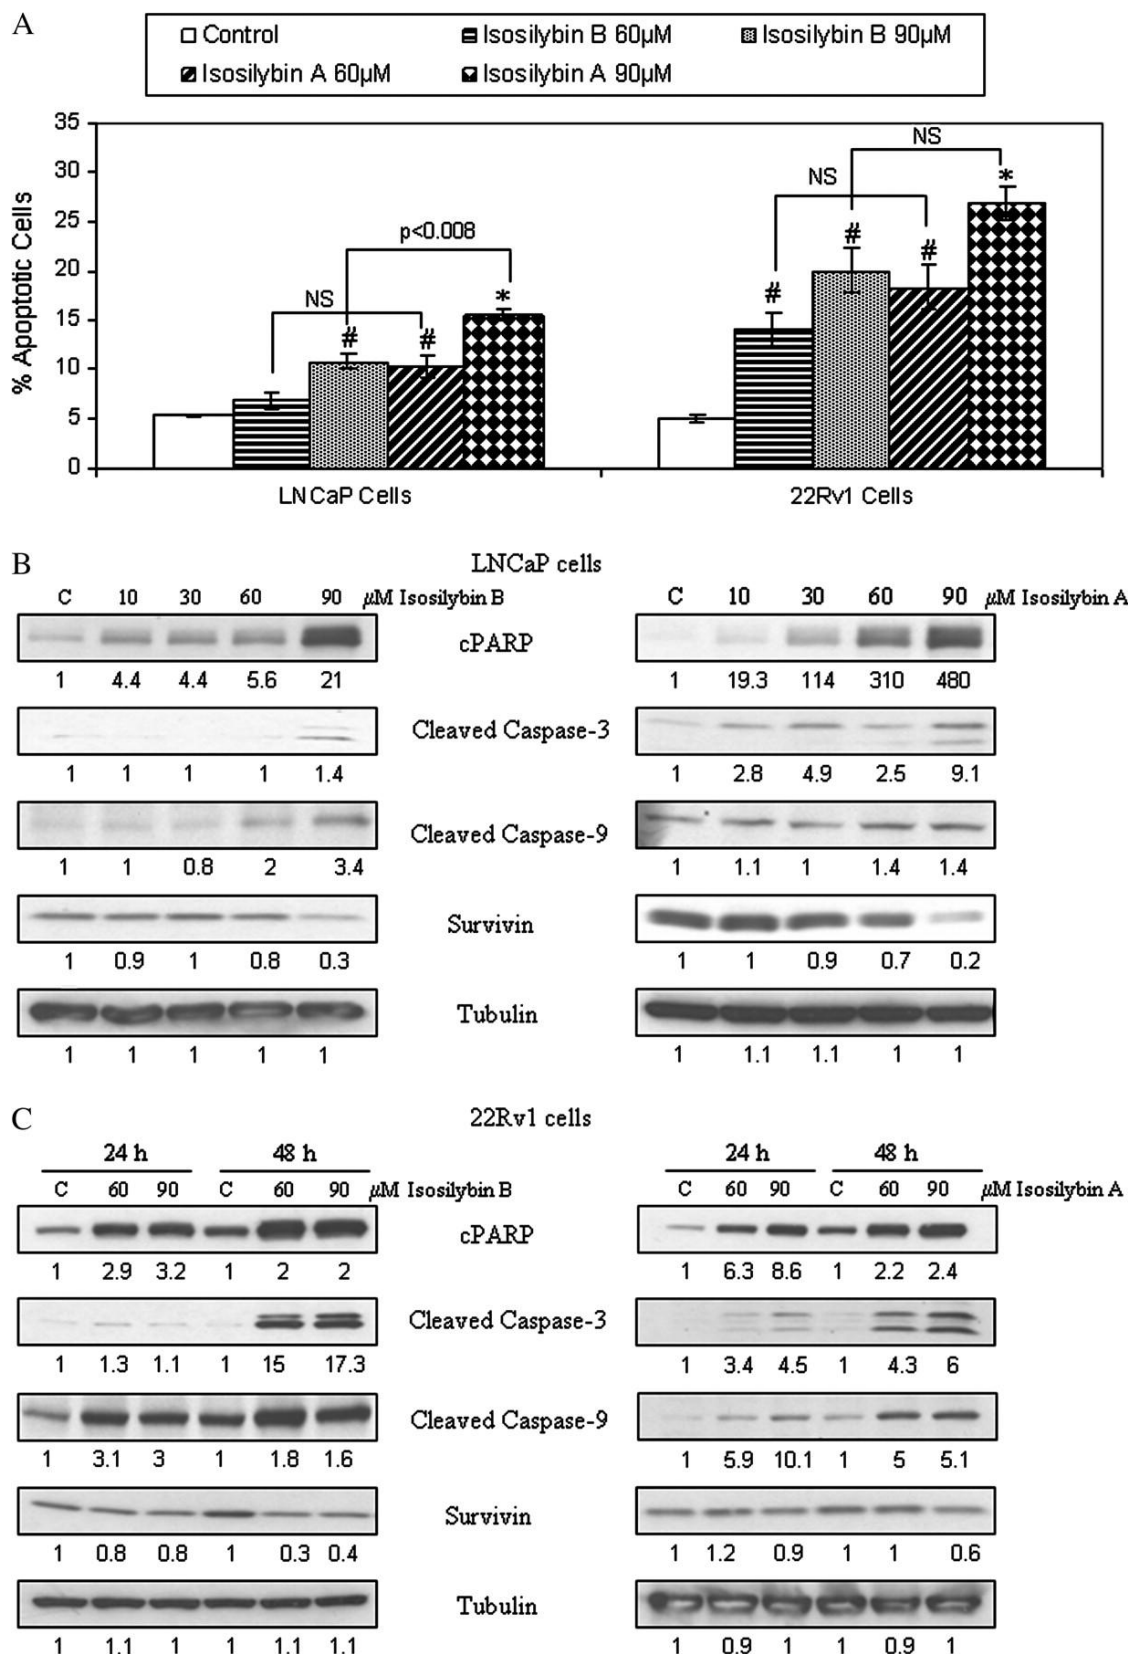 A
Control Isosilybin B 60µM Isosilybin B 90µM
Isosilybin A 60µM Isosilybin A 90µM
35
30
25
20
15
10
5
0
% Apoptotic Cells
NS
p<0.008
NS
NS
# # *
# # # *
LNCaP Cells 22Rv1 Cells
B
LNCaP cells
C 10 30 60 90 µM Isosilybin B
C 10 30 60 90 µM Isosilybin A
cPARP
1 4.4 4.4 5.6 21
1 19.3 114 310 480
Cleaved Caspase-3
1 1 1 1 1.4
1 2.8 4.9 2.5 9.1
Cleaved Caspase-9
1 1 0.8 2 3.4
1 1.1 1 1.4 1.4
Survivin
1 0.9 1 0.8 0.3
1 1 0.9 0.7 0.2
Tubulin
1 1 1 1 1
1 1.1 1.1 1 1
C
22Rv1 cells
24 h 48 h
C 60 90 C 60 90 µM Isosilybin B
24 h 48 h
C 60 90 C 60 90 µM Isosilybin A
cPARP
1 2.9 3.2 1 2 2
1 6.3 8.6 1 2.2 2.4
Cleaved Caspase-3
1 1.3 1.1 1 15 17.3
1 3.4 4.5 1 4.3 6
Cleaved Caspase-9
1 3.1 3 1 1.8 1.6
1 5.9 10.1 1 5 5.1
Survivin
1 0.8 0.8 1 0.3 0.4
1 1.2 0.9 1 1 0.6
Tubulin
1 1.1 1 1 1.1 1.1
1 0.9 1 1 0.9 1